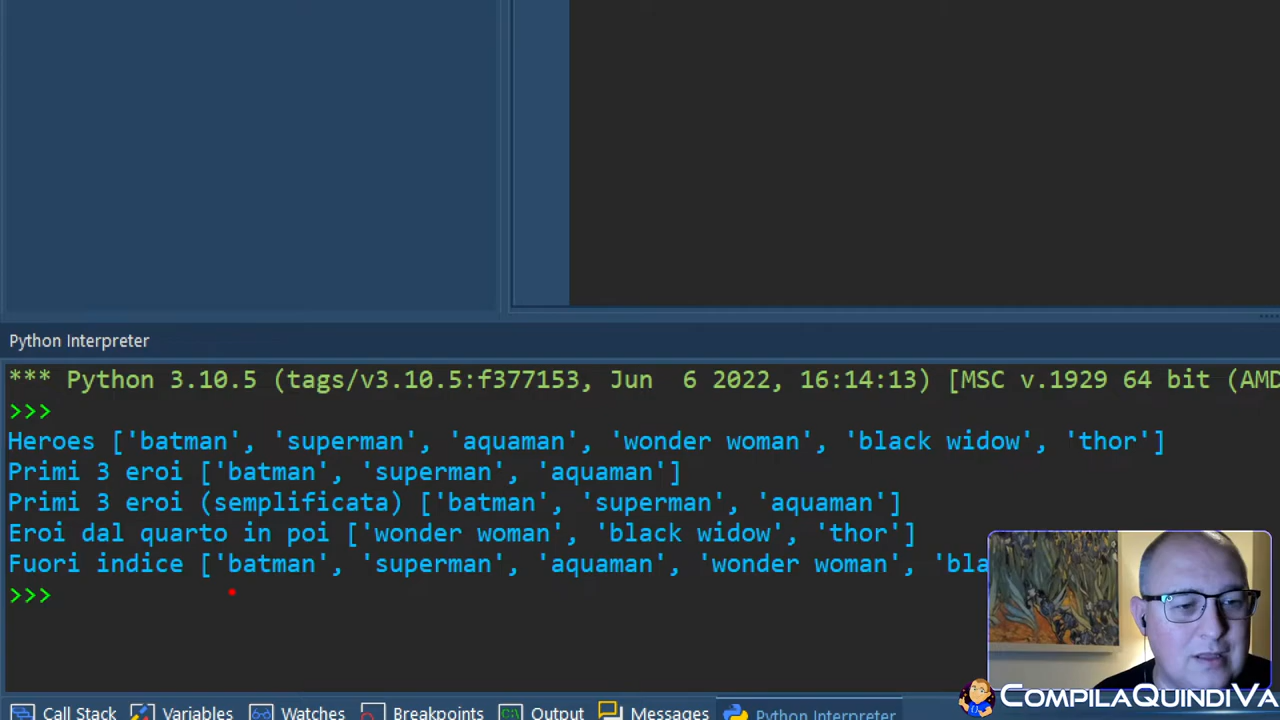 Python Interpreter
*** Python 3.10.5 (tags/v3.10.5:f377153, Jun  6 2022, 16:14:13) [MSC v.1929 64 bit (AMD
>>>
Heroes ['batman', 'superman', 'aquaman', 'wonder woman', 'black widow', 'thor']
Primi 3 eroi ['batman', 'superman', 'aquaman']
Primi 3 eroi (semplificata) ['batman', 'superman', 'aquaman']
Eroi dal quarto in poi ['wonder woman', 'black widow', 'thor']
Fuori indice ['batman', 'superman', 'aquaman', 'wonder woman', 'bla
>>>
COMPILAQUINDIVA
Call Stack Variables Watches Breakpoints Output Messages Python Interpreter